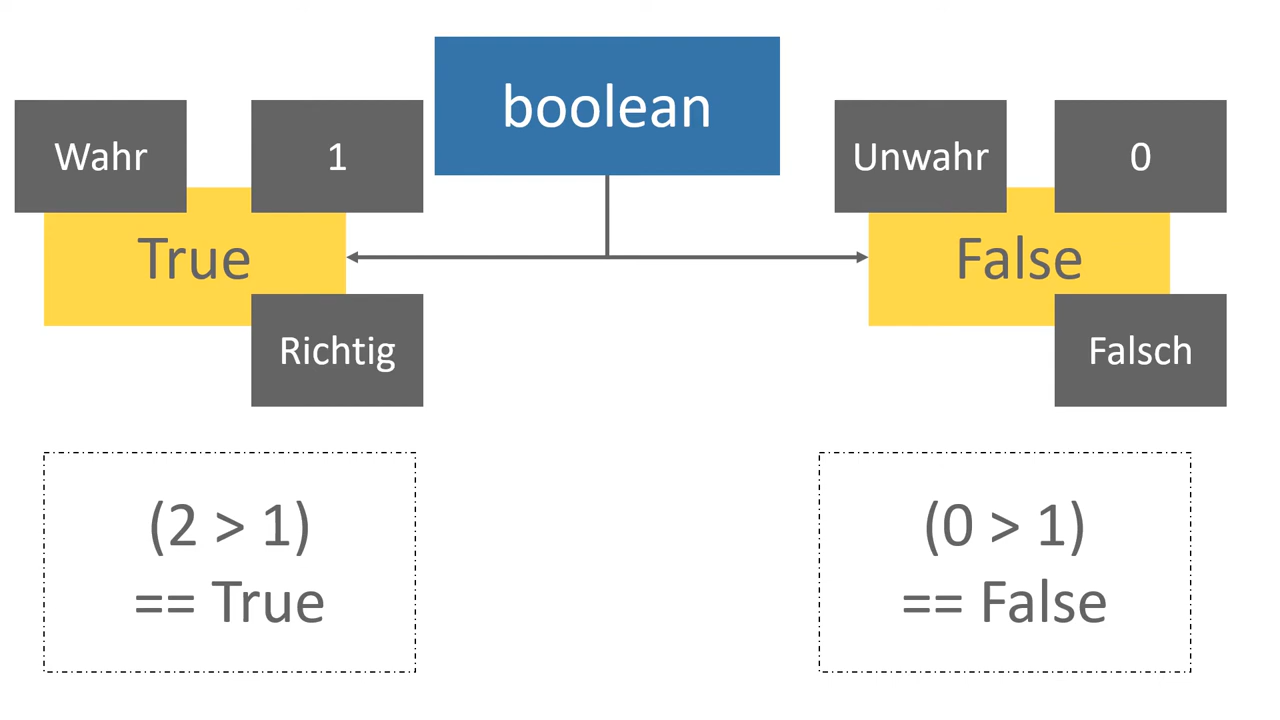 boolean
Wahr
1
True
Richtig
Unwahr
0
False
Falsch
(2 > 1)
== True
(0 > 1)
== False